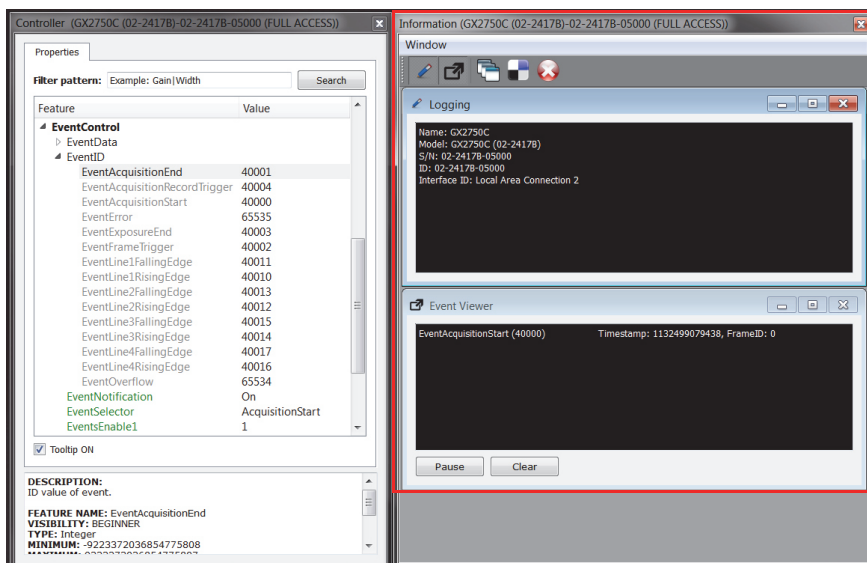 Controller (GX2750C (02-2417B)-02-2417B-05000 (FULL ACCESS))
Properties
Filter pattern: Example: Gain|Width Search
Feature Value
EventControl
EventData
EventID
EventAcquisitionEnd 40001
EventAcquisitionRecordTrigger 40004
EventAcquisitionStart 40000
EventError 65535
EventExposureEnd 40003
EventFrameTrigger 40002
EventLine1FallingEdge 40011
EventLine1RisingEdge 40010
EventLine2FallingEdge 40013
EventLine2RisingEdge 40012
EventLine3FallingEdge 40015
EventLine3RisingEdge 40014
EventLine4FallingEdge 40017
EventLine4RisingEdge 40016
EventOverflow 65534
EventNotification On
EventSelector AcquisitionStart
EventsEnable1 1
Tooltip ON
DESCRIPTION:
ID value of event.
FEATURE NAME: EventAcquisitionEnd
VISIBILITY: BEGINNER
TYPE: Integer
MINIMUM: -9223372036854775808
MAXIMUM: 9223372036854775807
Information (GX2750C (02-2417B)-02-2417B-05000 (FULL ACCESS))
Window
Logging
Name: GX2750C
Model: GX2750C (02-2417B)
S/N: 02-2417B-05000
ID: 02-2417B-05000
Interface ID: Local Area Connection 2
Event Viewer
EventAcquisitionStart (40000) Timestamp: 1132499079438, FrameID: 0
Pause Clear